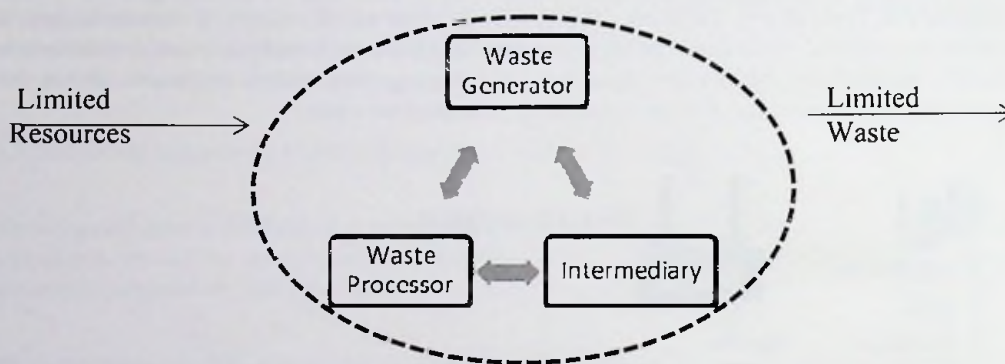 Waste
Generator
Limited
Resources
Limited
Waste
Waste
Processor
Intermediary